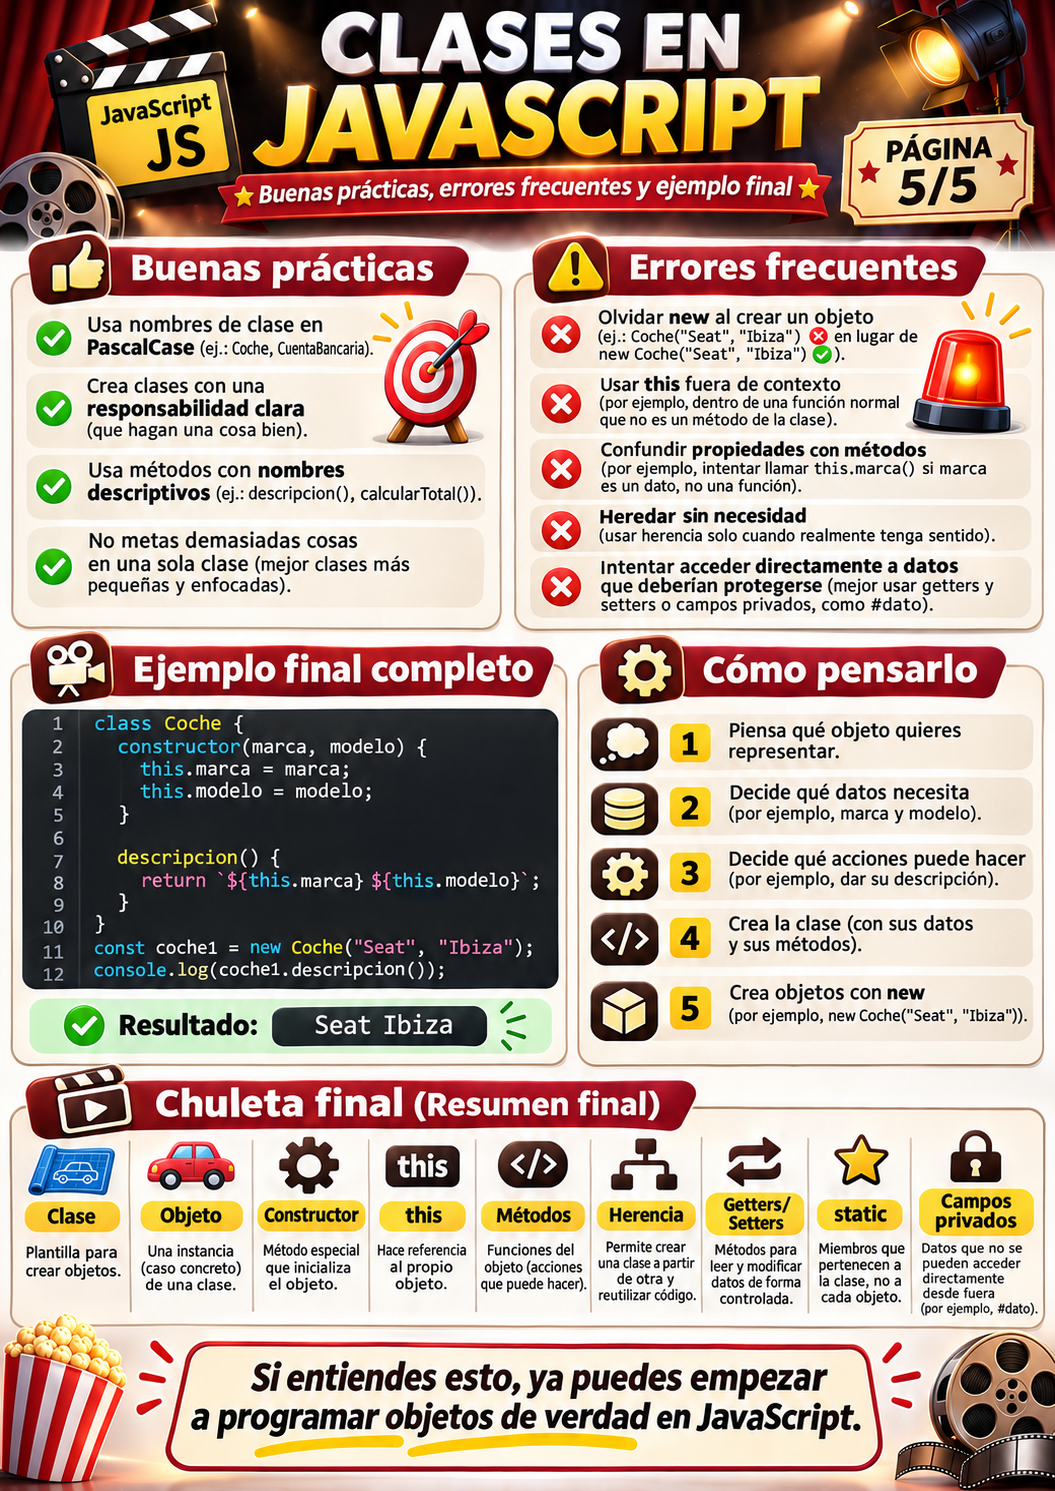 CLASES EN
JAVASCRIPT
JavaScript
JS
Buenas prácticas, errores frecuentes y ejemplo final
PÁGINA
5/5
Buenas prácticas
Usa nombres de clase en
PascalCase (ej.: Coche, CuentaBancaria).
Crea clases con una
responsabilidad clara
(que hagan una cosa bien).
Usa métodos con nombres
descriptivos (ej.: descripcion(), calcularTotal()).
No metas demasiadas cosas
en una sola clase (mejor clases más
pequeñas y enfocadas).
Errores frecuentes
Olvidar new al crear un objeto
(ej.: Coche("Seat", "Ibiza") ❌ en lugar de
new Coche("Seat", "Ibiza") ✅).
Usar this fuera de contexto
(por ejemplo, dentro de una función normal
que no es un método de la clase).
Confundir propiedades con métodos
(por ejemplo, intentar llamar this.marca() si marca
es un dato, no una función).
Heredar sin necesidad
(usar herencia solo cuando realmente tenga sentido).
Intentar acceder directamente a datos
que deberían protegerse (mejor usar getters y
setters o campos privados, como #dato).
Ejemplo final completo
1 class Coche {
2 constructor(marca, modelo) {
3 this.marca = marca;
4 this.modelo = modelo;
5 }
6
7 descripcion() {
8 return `${this.marca} ${this.modelo}`;
9 }
10 }
11 const coche1 = new Coche("Seat", "Ibiza");
12 console.log(coche1.descripcion());
Resultado: Seat Ibiza
Cómo pensarlo
1 Piensa qué objeto quieres
representar.
2 Decide qué datos necesita
(por ejemplo, marca y modelo).
3 Decide qué acciones puede hacer
(por ejemplo, dar su descripción).
</> 4 Crea la clase (con sus datos
y sus métodos).
5 Crea objetos con new
(por ejemplo, new Coche("Seat", "Ibiza")).
Chuleta final (Resumen final)
Clase
Plantilla para
crear objetos.
Objeto
Una instancia
(caso concreto)
de una clase.
Constructor
Método especial
que inicializa
el objeto.
this
this
Hace referencia
al propio
objeto.
</>
Métodos
Funciones del
objeto (acciones
que puede hacer).
Herencia
Permite crear
una clase a partir
de otra y
reutilizar código.
Getters/
Setters
Métodos para
leer y modificar
datos de forma
controlada.
static
Miembros que
pertenecen a
la clase, no a
cada objeto.
Campos
privados
Datos que no se
pueden acceder
directamente
desde fuera
(por ejemplo, #dato).
Si entiendes esto, ya puedes empezar
a programar objetos de verdad en JavaScript.